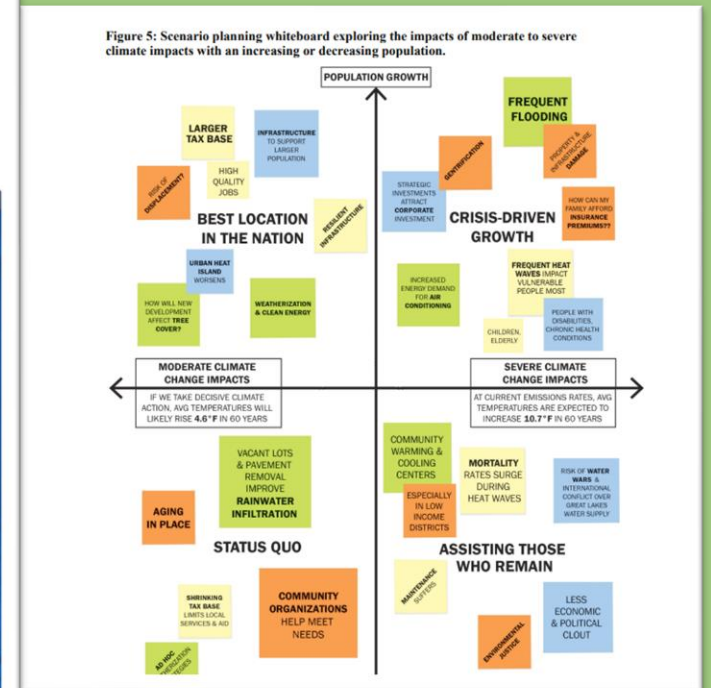 Figure 5: Scenario planning whiteboard exploring the impacts of moderate to severe
climate impacts with an increasing or decreasing population.
POPULATION GROWTH
LARGER
TAX BASE
INFRASTRUCTURE
TO SUPPORT
LARGER
POPULATION
RISK OF
DISPLACEMENT?
HIGH
QUALITY
JOBS
RESILIENT
INFRASTRUCTURE
BEST LOCATION
IN THE NATION
URBAN HEAT
ISLAND
WORSENS
HOW WILL NEW
DEVELOPMENT
AFFECT TREE
COVER?
WEATHERIZATION
& CLEAN ENERGY
FREQUENT
FLOODING
GENTRIFICATION
PROPERTY &
INFRASTRUCTURE
DAMAGE
STRATEGIC
INVESTMENTS
ATTRACT
CORPORATE
INVESTMENT
HOW CAN MY
FAMILY AFFORD
INSURANCE
PREMIUMS??
CRISIS-DRIVEN
GROWTH
INCREASED
ENERGY DEMAND
FOR AIR
CONDITIONING
FREQUENT HEAT
WAVES IMPACT
VULNERABLE
PEOPLE MOST
CHILDREN,
ELDERLY
PEOPLE WITH
DISABILITIES,
CHRONIC HEALTH
CONDITIONS
MODERATE CLIMATE
CHANGE IMPACTS
IF WE TAKE DECISIVE CLIMATE
ACTION, AVG TEMPERATURES WILL
LIKELY RISE 4.6°F IN 60 YEARS
SEVERE CLIMATE
CHANGE IMPACTS
AT CURRENT EMISSIONS RATES, AVG
TEMPERATURES ARE EXPECTED TO
INCREASE 10.7°F IN 60 YEARS
VACANT LOTS
& PAVEMENT
REMOVAL
IMPROVE
RAINWATER
INFILTRATION
AGING
IN PLACE
STATUS QUO
SHRINKING
TAX BASE
LIMITS LOCAL
SERVICES & AID
COMMUNITY
ORGANIZATIONS
HELP MEET
NEEDS
AD HOC
COMMUNITY
WARMING &
COOLING
CENTERS
ESPECIALLY
IN LOW
INCOME
DISTRICTS
MORTALITY
RATES SURGE
DURING
HEAT WAVES
RISK OF WATER
WARS &
INTERNATIONAL
CONFLICT OVER
GREAT LAKES
WATER SUPPLY
ASSISTING THOSE
WHO REMAIN
MAINTENANCE
SUFFERS
ENVIRONMENTAL
JUSTICE
LESS
ECONOMIC
& POLITICAL
CLOUT